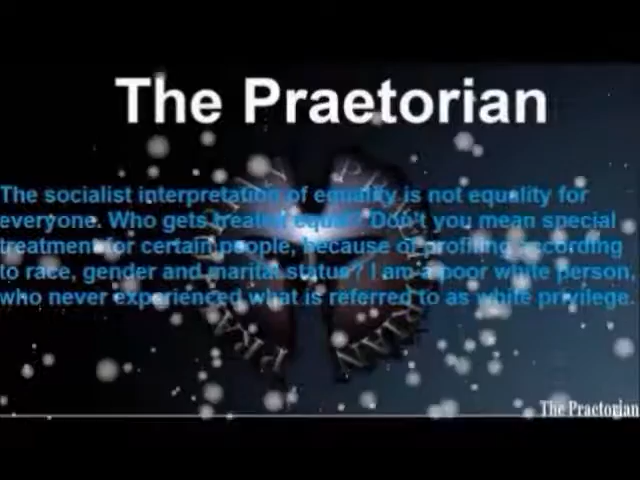 The Praetorian
The socialist interpretation of equality is not equality for
everyone. Who gets treated equal? Don't you mean special
treatment for certain people, because of profiling according
to race, gender and marital status? I am a poor white person,
who never experienced what is referred to as white privilege.
The Praetorian